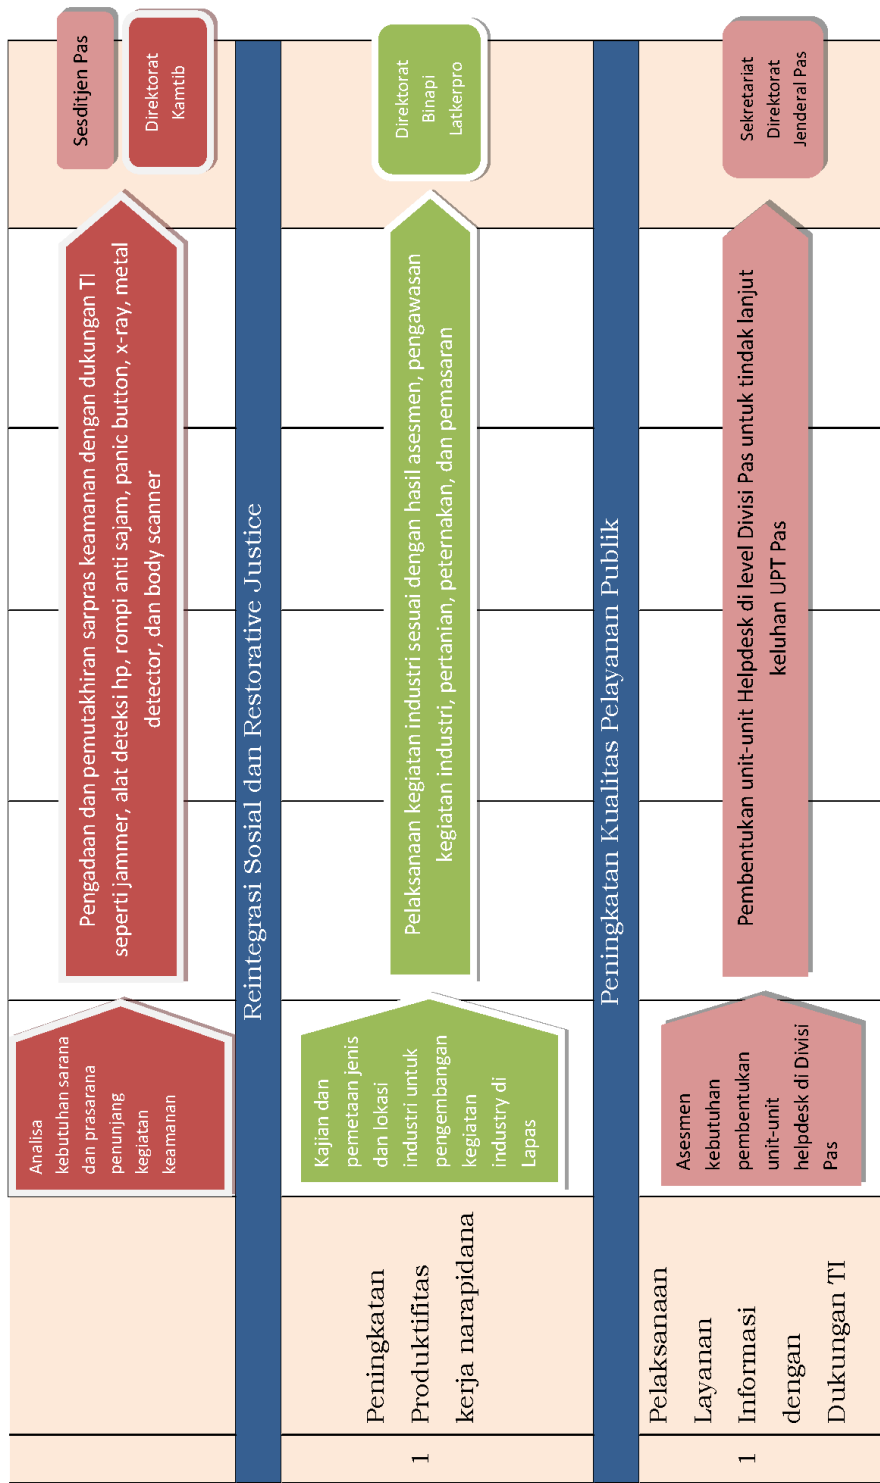 Analisa
kebutuhan sarana
dan prasarana
penunjang
kegiatan
keamanan
Pengadaan dan pemutakhiran sarpras keamanan dengan dukungan TI
seperti jammer, alat deteksi hp, rompi anti sajam, panic button, x-ray, metal
detector, dan body scanner
Sesditjen Pas
Direktorat
Kamtib
Reintegrasi Sosial dan Restorative Justice
1
Peningkatan
Produktifitas
kerja narapidana
Kajian dan
pemetaan jenis
dan lokasi
industri untuk
pengembangan
kegiatan
industry di
Lapas
Pelaksanaan kegiatan industri sesuai dengan hasil asesmen, pengawasan
kegiatan industri, pertanian, peternakan, dan pemasaran
Direktorat
Binapi
Latkerpro
Peningkatan Kualitas Pelayanan Publik
1
Pelaksanaan
Layanan
Informasi
dengan
Dukungan TI
Asesmen
kebutuhan
pembentukan
unit-unit
helpdesk di Divisi
Pas
Pembentukan unit-unit Helpdesk di level Divisi Pas untuk tindak lanjut
keluhan UPT Pas
Sekretariat
Direktorat
Jenderal Pas